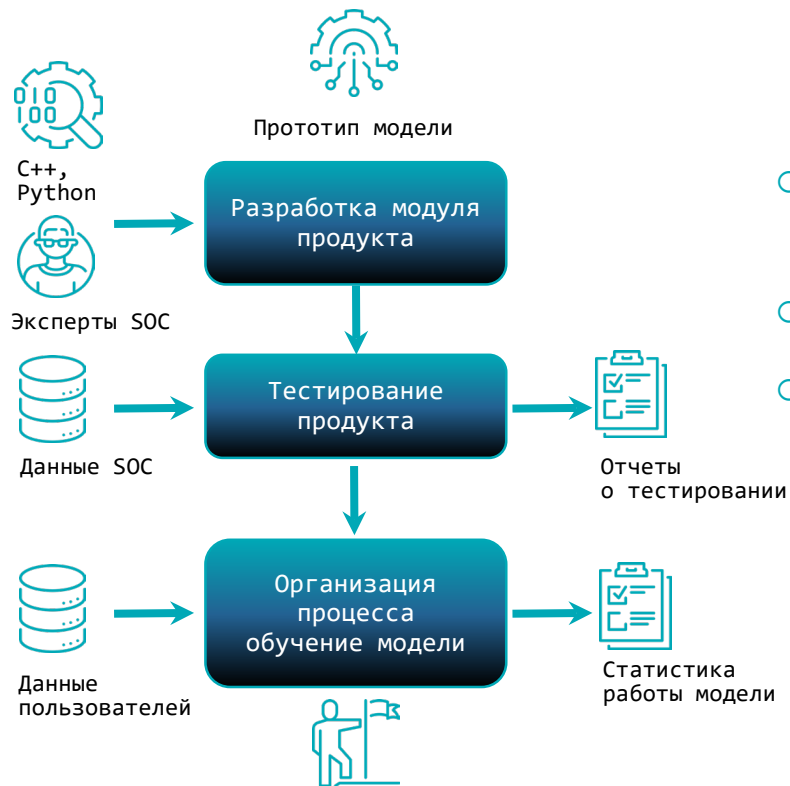 Прототип модели
C++,
Python
Разработка модуля
продукта
Эксперты SOC
Тестирование
продукта
Данные SOC
Отчеты
о тестировании
Организация
процесса
обучение модели
Данные
пользователей
Статистика
работы модели